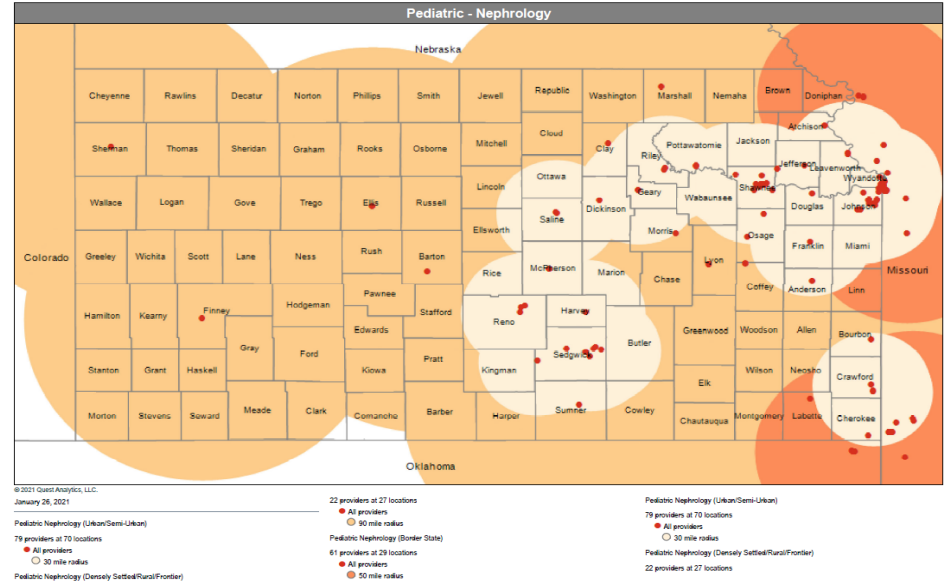 Pediatric - Nephrology
Nebraska
Cheyenne Rawlins Decatur Norton Phillips Smith Jewell Republic Washington Marshall Nemaha Brown Doniphan
Atchison
Sherman Thomas Sheridan Graham Rooks Osborne Mitchell Cloud Clay Riley Pottawatomie Jackson
Jefferson Leavenworth
Wyandotte
Wallace Logan Gove Trego Ellis Russell Lincoln Ottawa Dickinson Geary Wabaunsee Shawnee Douglas Johnson
Saline
Ellsworth Morris Osage
Colorado Greeley Wichita Scott Lane Ness Rush Barton Rice McPherson Marion Chase Lyon Franklin Miami
Missouri
Coffey Anderson Linn
Hamilton Kearny Finney Hodgeman Pawnee Stafford Reno Harvey
Gray Ford Edwards Butler Greenwood Woodson Allen Bourbon
Stanton Grant Haskell Kiowa Pratt Kingman Sedgwick Elk Wilson Neosho Crawford
Morton Stevens Seward Meade Clark Comanche Barber Harper Sumner Cowley Chautauqua Montgomery Labette Cherokee
Oklahoma
© 2021 Quest Analytics, LLC.
January 26, 2021
Pediatric Nephrology (Urban/Semi-Urban)
79 providers at 70 locations
All providers
30 mile radius
Pediatric Nephrology (Densely Settled/Rural/Frontier)
22 providers at 27 locations
All providers
90 mile radius
Pediatric Nephrology (Border State)
61 providers at 29 locations
All providers
50 mile radius
Pediatric Nephrology (Urban/Semi-Urban)
79 providers at 70 locations
All providers
30 mile radius
Pediatric Nephrology (Densely Settled/Rural/Frontier)
22 providers at 27 locations